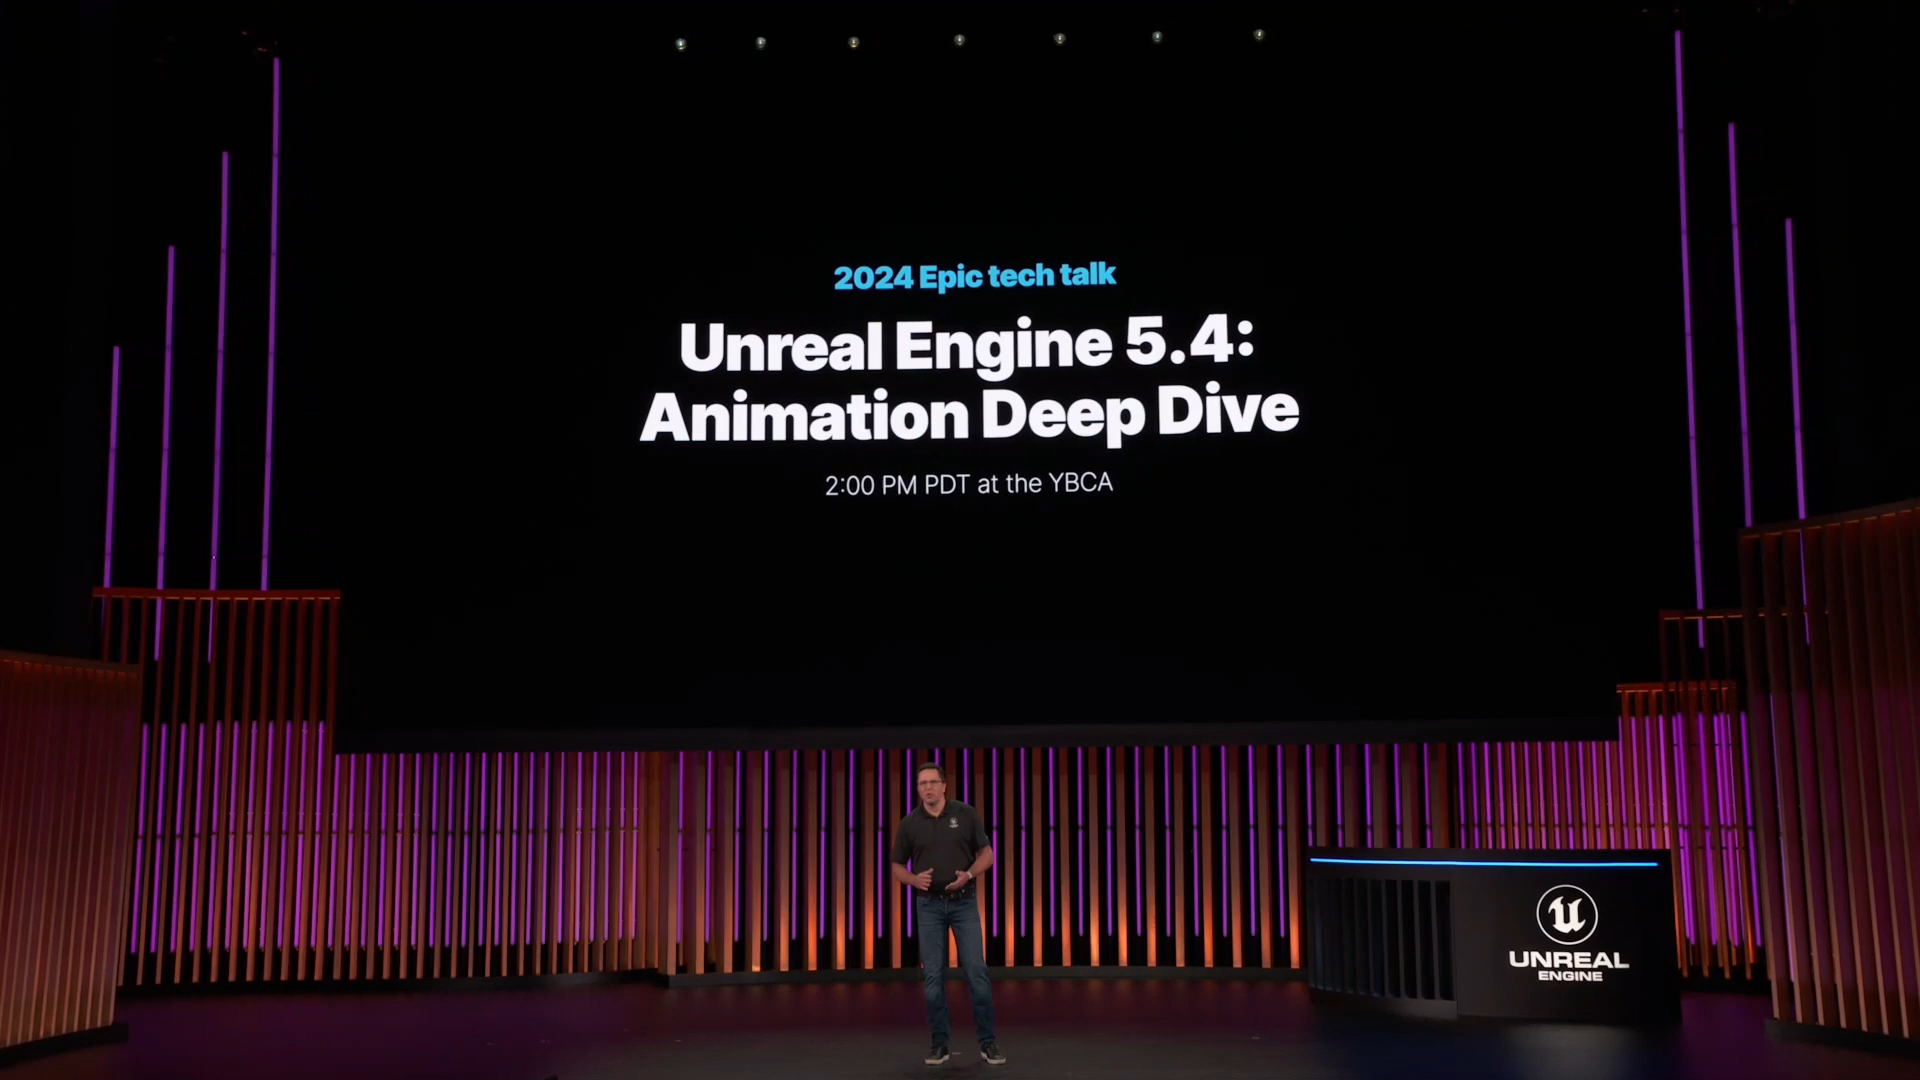 2024 Epic tech talk
Unreal Engine 5.4:
Animation Deep Dive
2:00 PM PDT at the YBCA
UNREAL
ENGINE